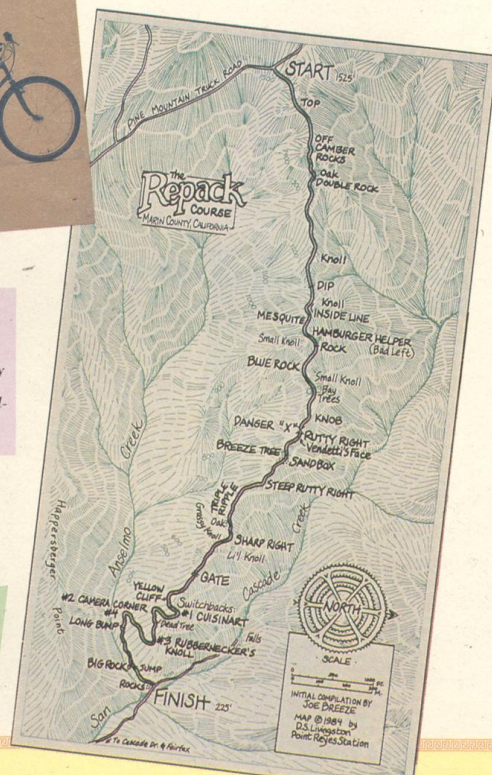 START 1525'
PINE MOUNTAIN TRUCK ROAD
TOP
OFF
CAMBER
ROCKS
Oak
DOUBLE ROCK
The
Repack
COURSE
MARIN COUNTY, CALIFORNIA
Knoll
DIP
Knoll
INSIDE LINE
MESQUITE
HAMBURGER HELPER
(Bad Left)
Small Knoll
ROCK
BLUE ROCK
Small Knoll
Bay
Trees
KNOB
DANGER "X"
RUTTY RIGHT
Vendetti's Face
BREEZE TREE
SANDBOX
STEEP RUTTY RIGHT
TRIPLE
RIPPLE
Oak
Grassy Knoll
SHARP RIGHT
Li'l Knoll
Creek
Cascade
GATE
YELLOW
CLIFF
Switchbacks
#1 CUISINART
#2 CAMERA CORNER
Dead Tree
#4
LONG BUMP
#3 RUBBERNECKER'S
KNOLL
Falls
BIG ROCK JUMP
ROCKS
FINISH 225'
San
Anselmo
Creek
Happersberger
Point
To Cascade Dr. & Fairfax
NORTH
SCALE
INITIAL COMPILATION BY
JOE BREEZE
MAP © 1984 by
D.S. Livingston
Point Reyes Station